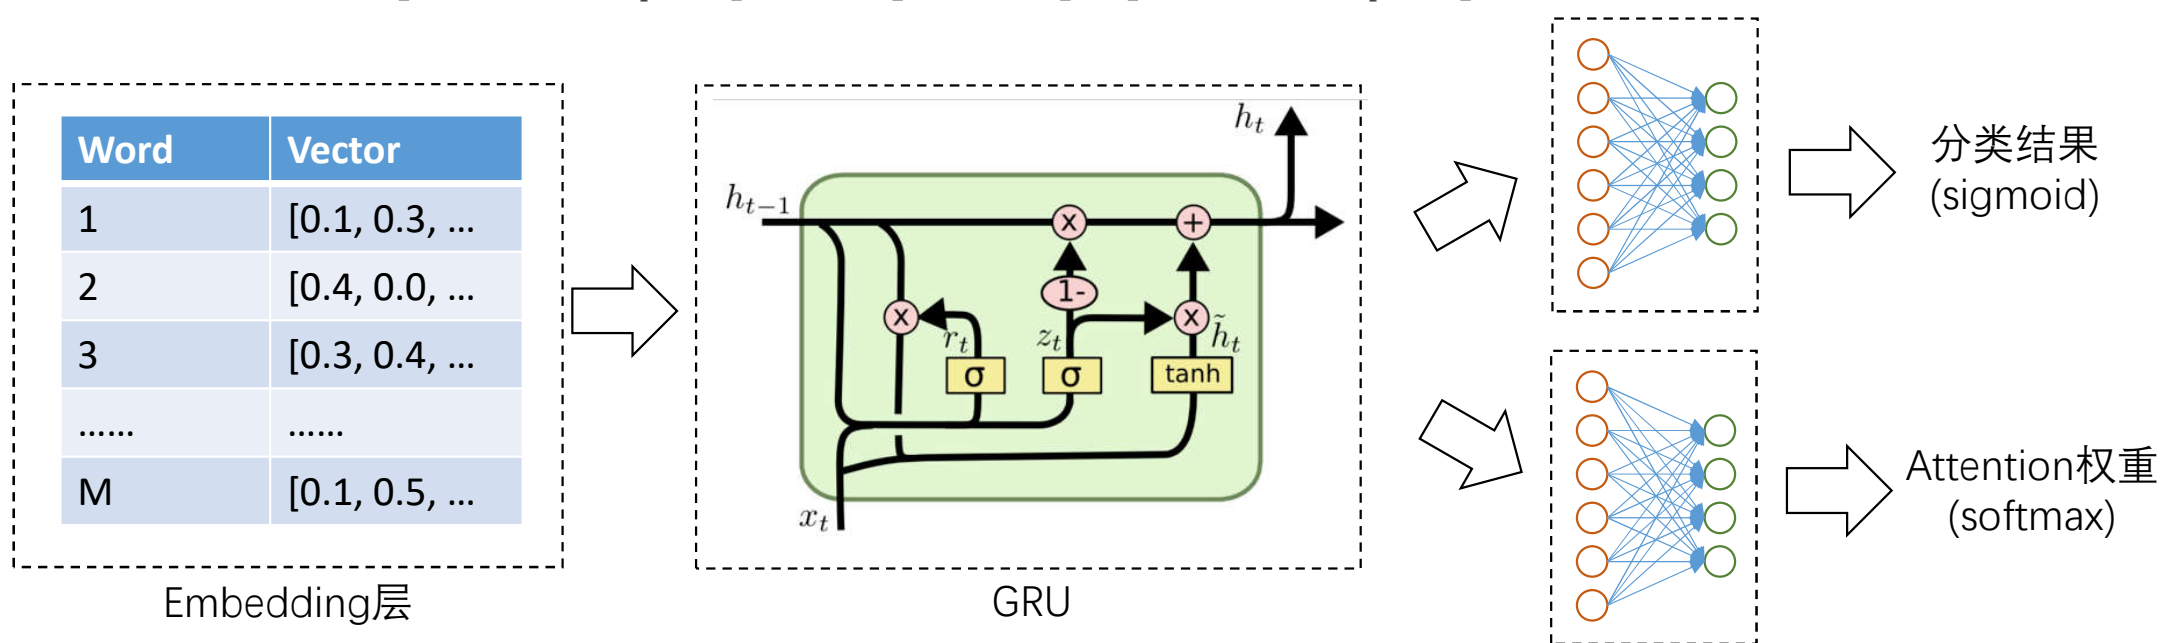 Word Vector
1 [0.1, 0.3, ...
2 [0.4, 0.0, ...
3 [0.3, 0.4, ...
...... ......
M [0.1, 0.5, ...
Embedding层
h_t
h_{t-1}
x
+
1-
x
r_t
z_t
x
h̃_t
σ
σ
tanh
x_t
GRU
分类结果
(sigmoid)
Attention权重
(softmax)